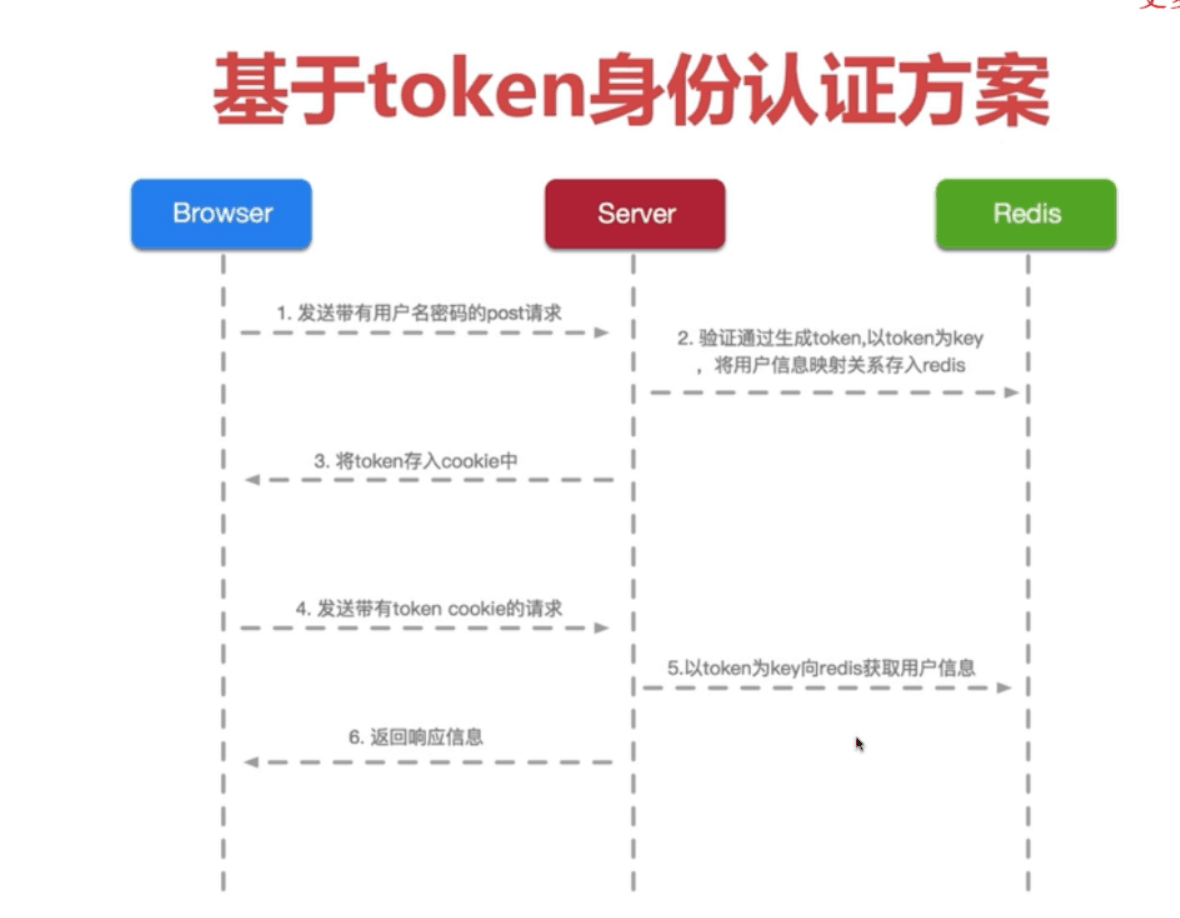 基于token身份认证方案
Browser
Server
Redis
1. 发送带有用户名密码的post请求
2. 验证通过生成token,以token为key
，将用户信息映射关系存入redis
3. 将token存入cookie中
4. 发送带有token cookie的请求
5.以token为key向redis获取用户信息
6. 返回响应信息